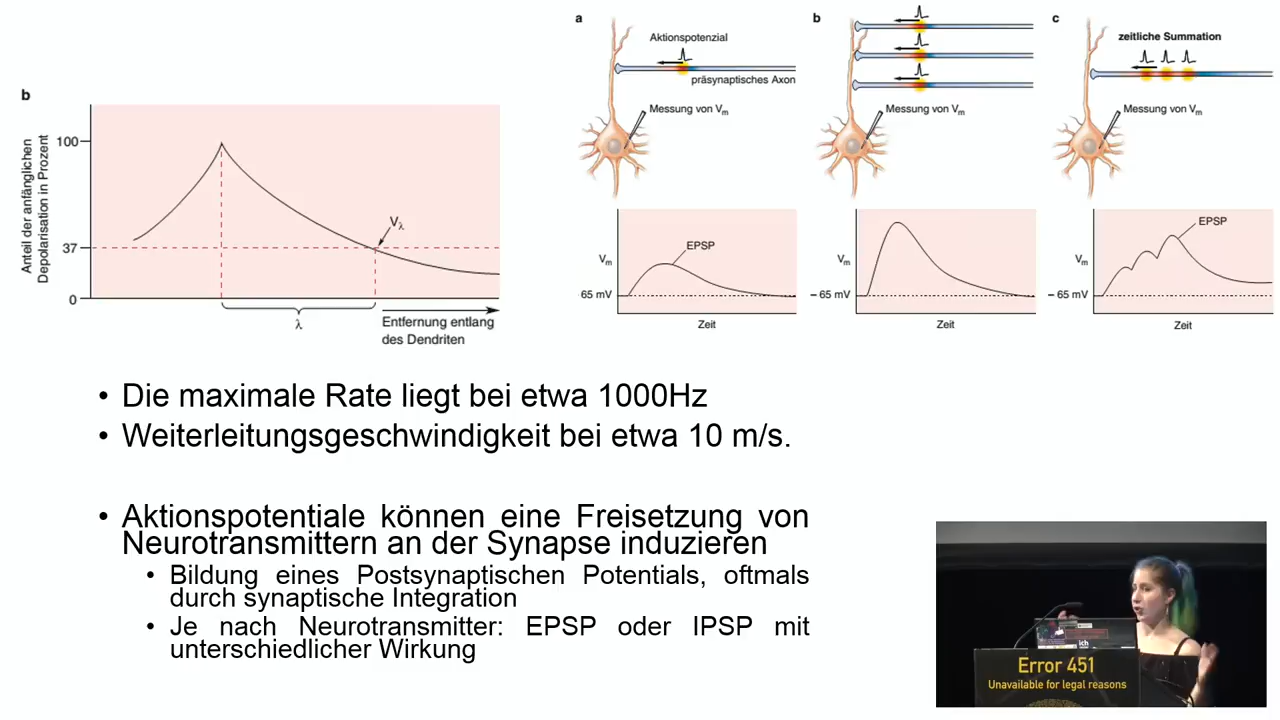 b
Anteil der anfänglichen
Depolarisation in Prozent
100
37
0
Vλ
λ
Entfernung entlang
des Dendriten
a
Aktionspotenzial
präsynaptisches Axon
Messung von Vm
Vm
EPSP
65 mV
Zeit
b
Messung von Vm
Vm
– 65 mV
Zeit
c
zeitliche Summation
Messung von Vm
Vm
EPSP
– 65 mV
Zeit
• Die maximale Rate liegt bei etwa 1000Hz
• Weiterleitungsgeschwindigkeit bei etwa 10 m/s.
• Aktionspotentiale können eine Freisetzung von
Neurotransmittern an der Synapse induzieren
• Bildung eines Postsynaptischen Potentials, oftmals
durch synaptische Integration
• Je nach Neurotransmitter: EPSP oder IPSP mit
unterschiedlicher Wirkung
ich
Error 451
Unavailable for legal reasons